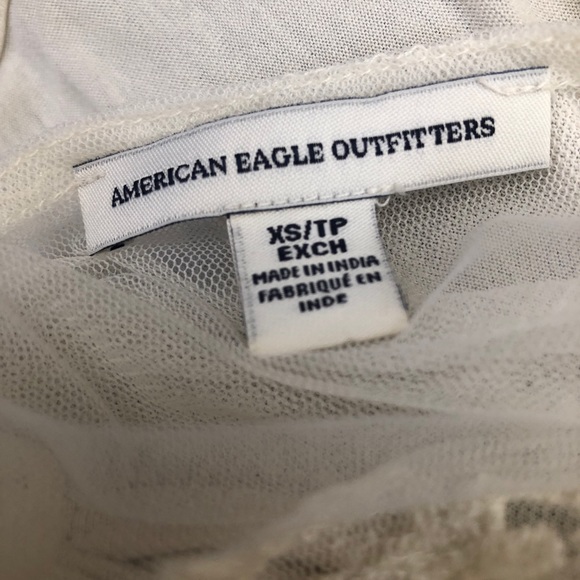 AMERICAN EAGLE OUTFITTERS
XS/TP
EXCH
MADE IN INDIA
FABRIQUÉ EN
INDE